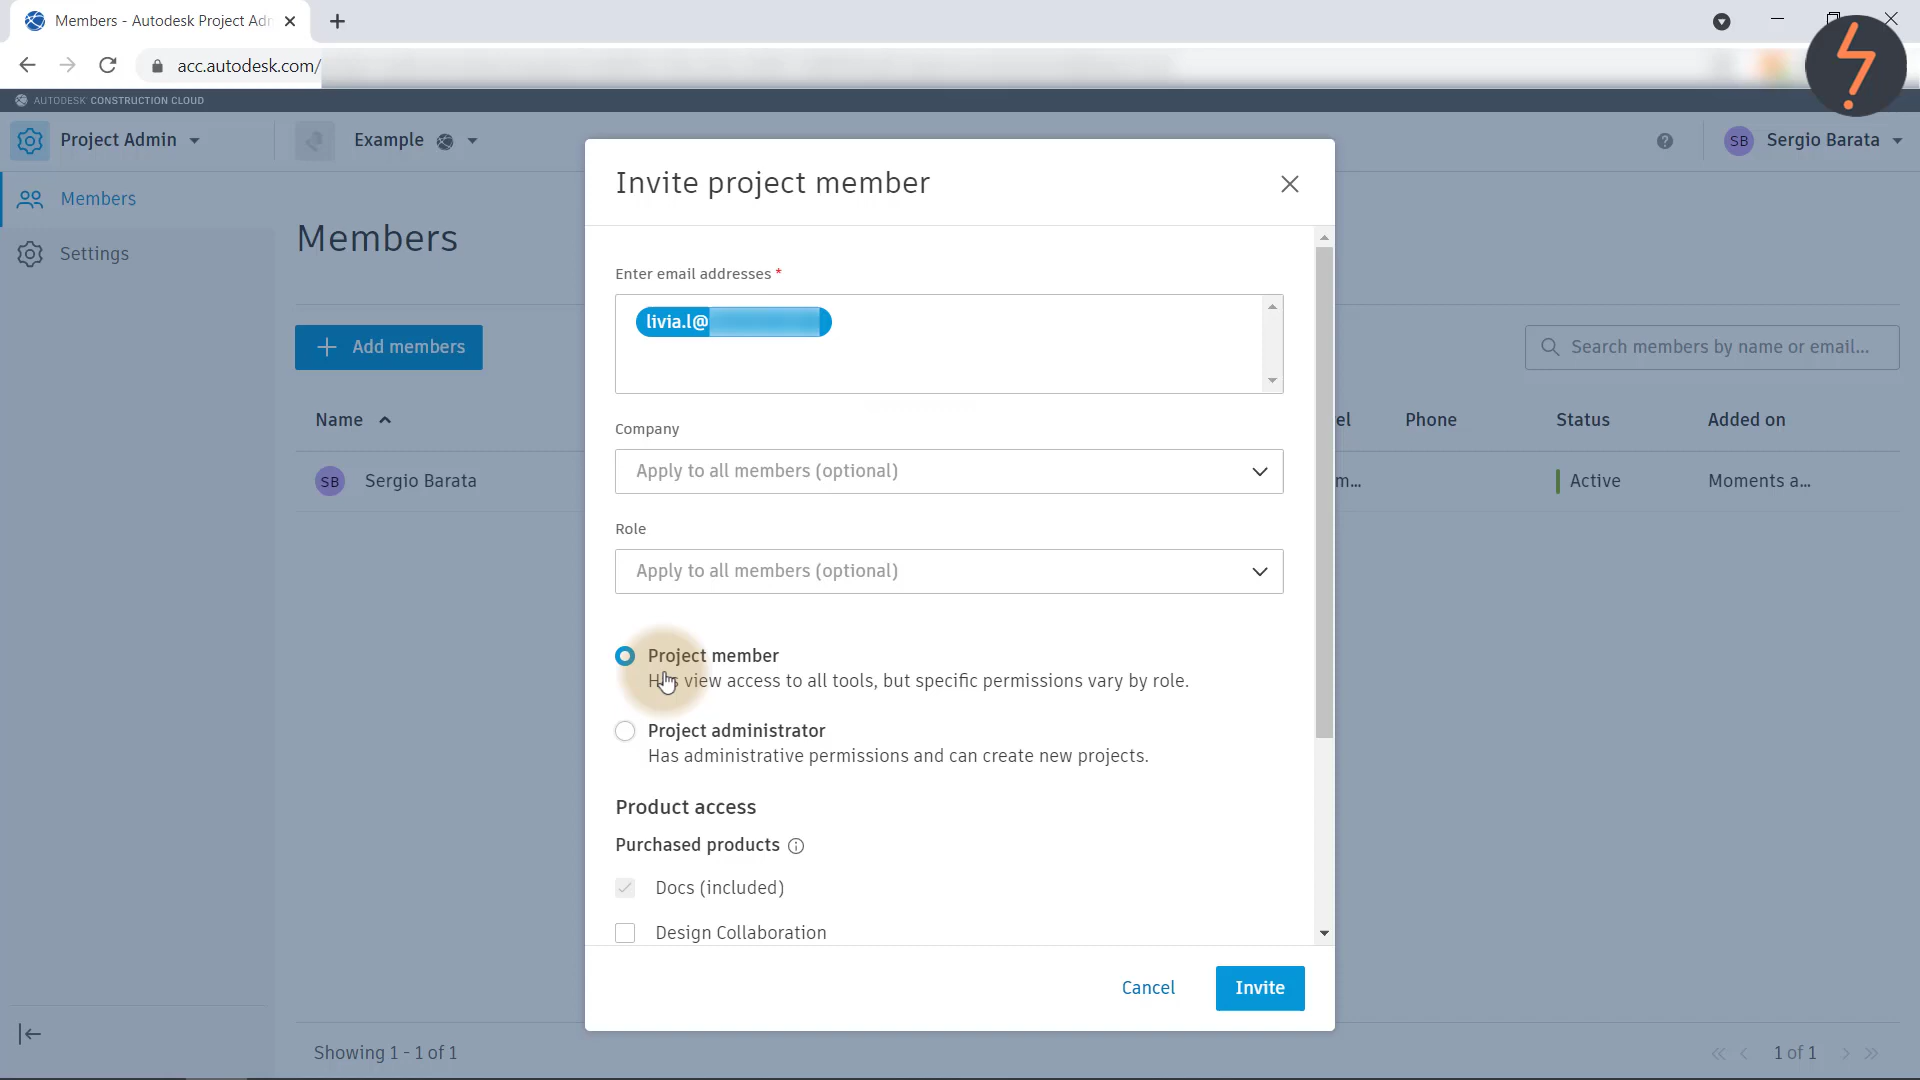 Members - Autodesk Project Adm
acc.autodesk.com/
AUTODESK CONSTRUCTION CLOUD
Project Admin
Example
SB
Sergio Barata
Members
Settings
Members
Add members
Search members by name or email...
Name
el
Phone
Status
Added on
SB
Sergio Barata
m...
Active
Moments a...
Showing 1 - 1 of 1
1 of 1
Invite project member
Enter email addresses *
livia.l@
Company
Apply to all members (optional)
Role
Apply to all members (optional)
Project member
Has view access to all tools, but specific permissions vary by role.
Project administrator
Has administrative permissions and can create new projects.
Product access
Purchased products
Docs (included)
Design Collaboration
Cancel
Invite